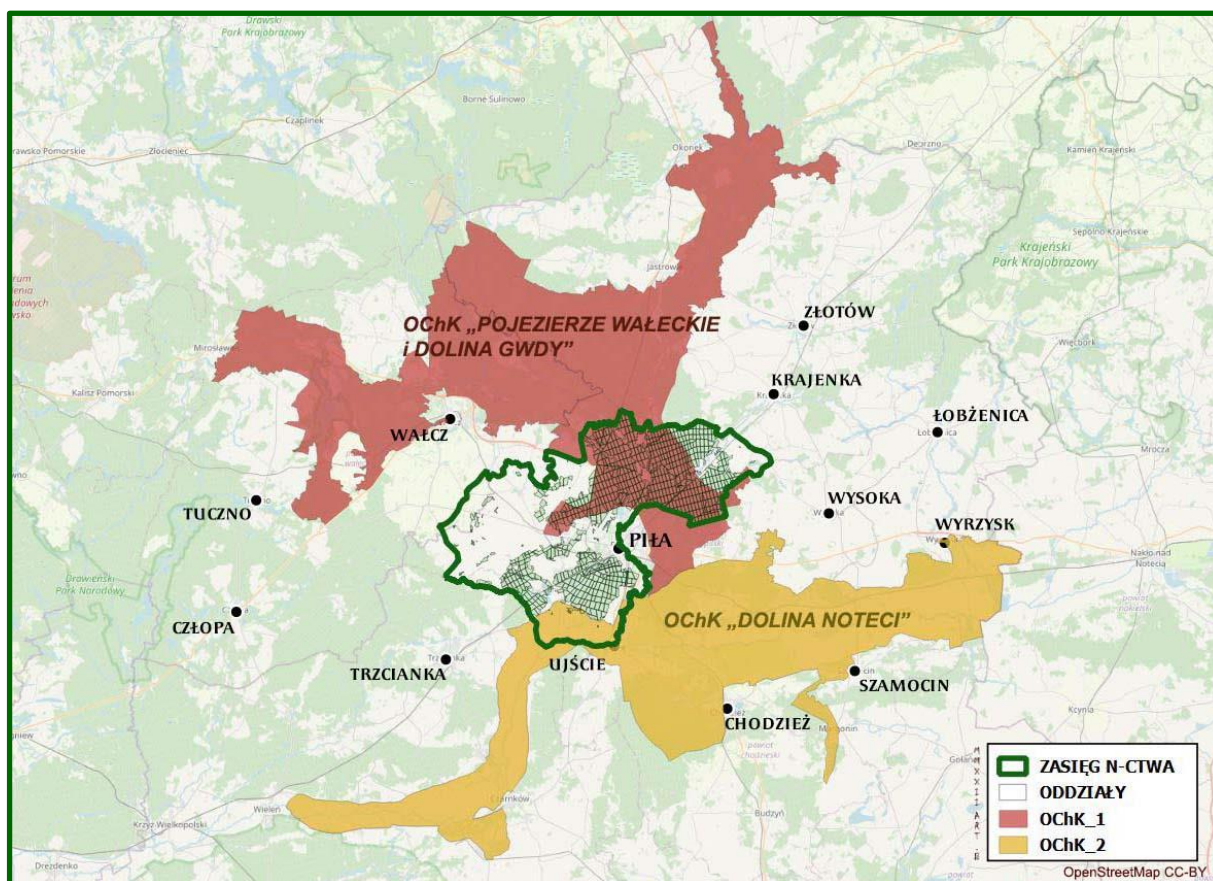 Drawski
Park Krajobrazowy
Borne Sulinowo
Czaplinek
Złocieniec
Okonek
Debrzno
Kamień Krajeński
Sępólno Krajeńskie
Krajeński
Park Krajobrazowy
Jastrowie
OChK „POJEZIERZE WAŁECKIE
i DOLINA GWDY”
ZŁOTÓW
Więcbork
Mirosławiec
Kalisz Pomorski
KRAJENKA
WAŁCZ
ŁOBŻENICA
Mrocza
TUCZNO
WYSOKA
WYRZYSK
PIŁA
Nakło nad
Notecią
Drawieński
Park Narodowy
CZŁOPA
OChK „DOLINA NOTECI”
TRZCIANKA
UJŚCIE
SZAMOCIN
CHODZIEŻ
Margonin
Kcynia
powiat
chodzieski
Gołańcz
Budzyń
Czarnków
Wieleń
Krzyż Wielkopolski
Drezdenko
ZASIĘG N-CTWA
ODDZIAŁY
OChK_1
OChK_2
OpenStreetMap CC-BY